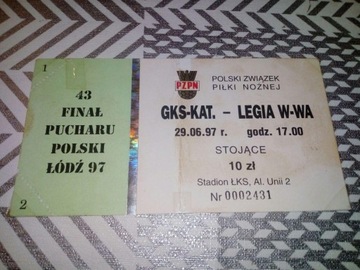 1
43
FINAŁ
PUCHARU
POLSKI
ŁÓDŹ 97
2
PZPN
POLSKI ZWIĄZEK
PIŁKI NOŻNEJ
GKS-KAT. – LEGIA W-WA
29.06.97 r. godz. 17.00
STOJĄCE
10 zł
Stadion ŁKS, Al. Unii 2
Nr 0002431